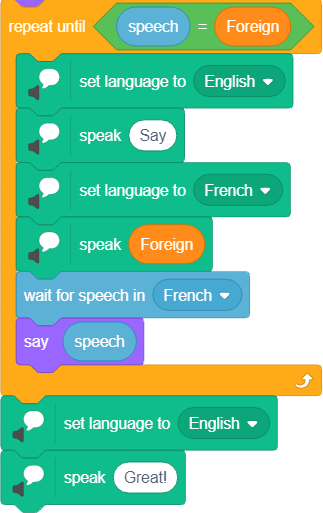 repeat until speech = Foreign
set language to English
speak Say
set language to French
speak Foreign
wait for speech in French
say speech
set language to English
speak Great!